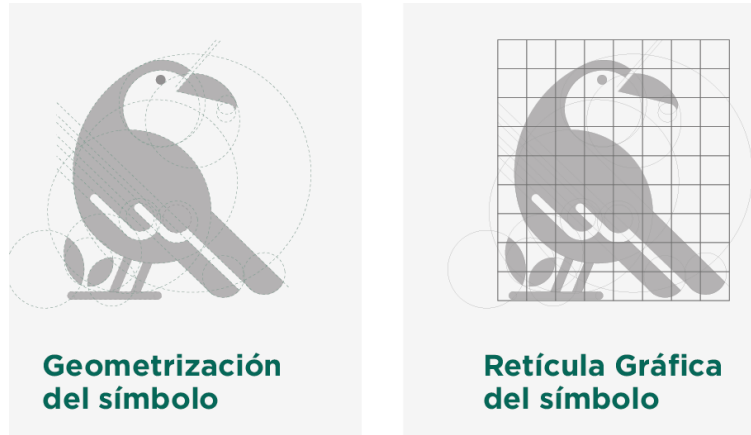 Geometrización
del símbolo
Retícula Gráfica
del símbolo